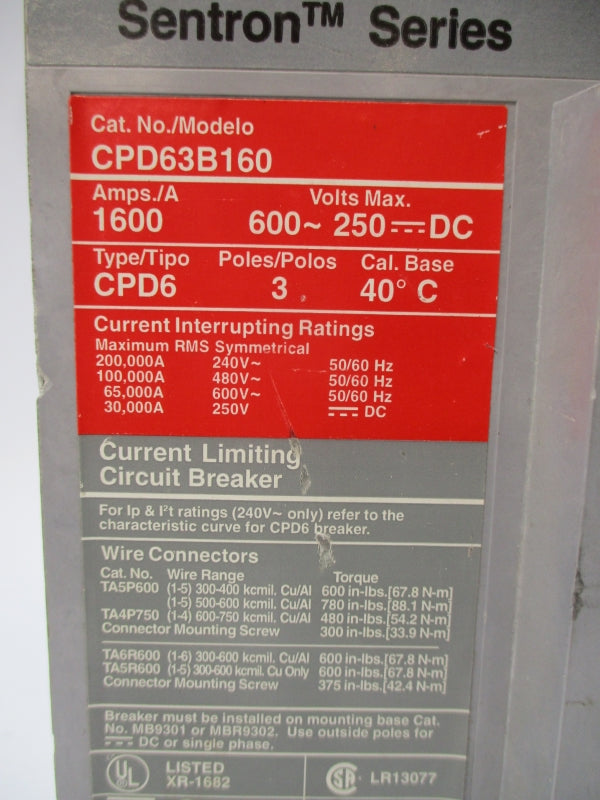 Sentron™ Series
Cat. No./Modelo
CPD63B160
Amps./A Volts Max.
1600 600~ 250⎓DC
Type/Tipo Poles/Polos Cal. Base
CPD6 3 40° C
Current Interrupting Ratings
Maximum RMS Symmetrical
200,000A 240V~ 50/60 Hz
100,000A 480V~ 50/60 Hz
65,000A 600V~ 50/60 Hz
30,000A 250V ⎓ DC
Current Limiting
Circuit Breaker
For Ip & I²t ratings (240V~ only) refer to the
characteristic curve for CPD6 breaker.
Wire Connectors
Cat. No. Wire Range Torque
TA5P600 (1-5) 300-400 kcmil. Cu/Al 600 in-lbs.[67.8 N-m]
(1-5) 500-600 kcmil. Cu/Al 780 in-lbs.[88.1 N-m]
TA4P750 (1-4) 600-750 kcmil. Cu/Al 480 in-lbs.[54.2 N-m]
Connector Mounting Screw 300 in-lbs.[33.9 N-m]
TA6R600 (1-6) 300-600 kcmil. Cu/Al 600 in-lbs.[67.8 N-m]
TA5R600 (1-5) 300-600 kcmil. Cu Only 600 in-lbs.[67.8 N-m]
Connector Mounting Screw 375 in-lbs.[42.4 N-m]
Breaker must be installed on mounting base Cat.
No. MB9301 or MBR9302. Use outside poles for
⎓ DC or single phase.
UL LISTED SA LR13077
XR-1682